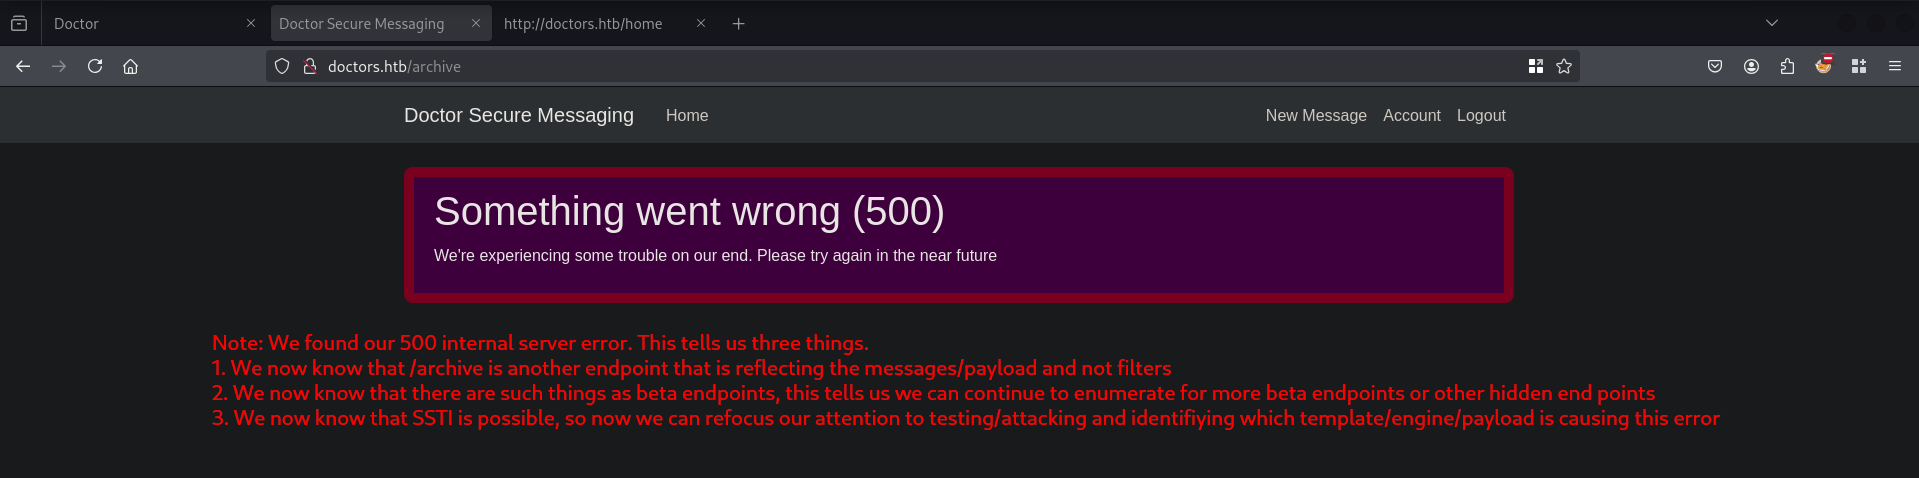 Doctor
Doctor Secure Messaging
http://doctors.htb/home
doctors.htb/archive
Doctor Secure Messaging
Home
New Message
Account
Logout
Something went wrong (500)
We're experiencing some trouble on our end. Please try again in the near future
Note: We found our 500 internal server error. This tells us three things.
1. We now know that /archive is another endpoint that is reflecting the messages/payload and not filters
2. We now know that there are such things as beta endpoints, this tells us we can continue to enumerate for more beta endpoints or other hidden end points
3. We now know that SSTI is possible, so now we can refocus our attention to testing/attacking and identifiying which template/engine/payload is causing this error